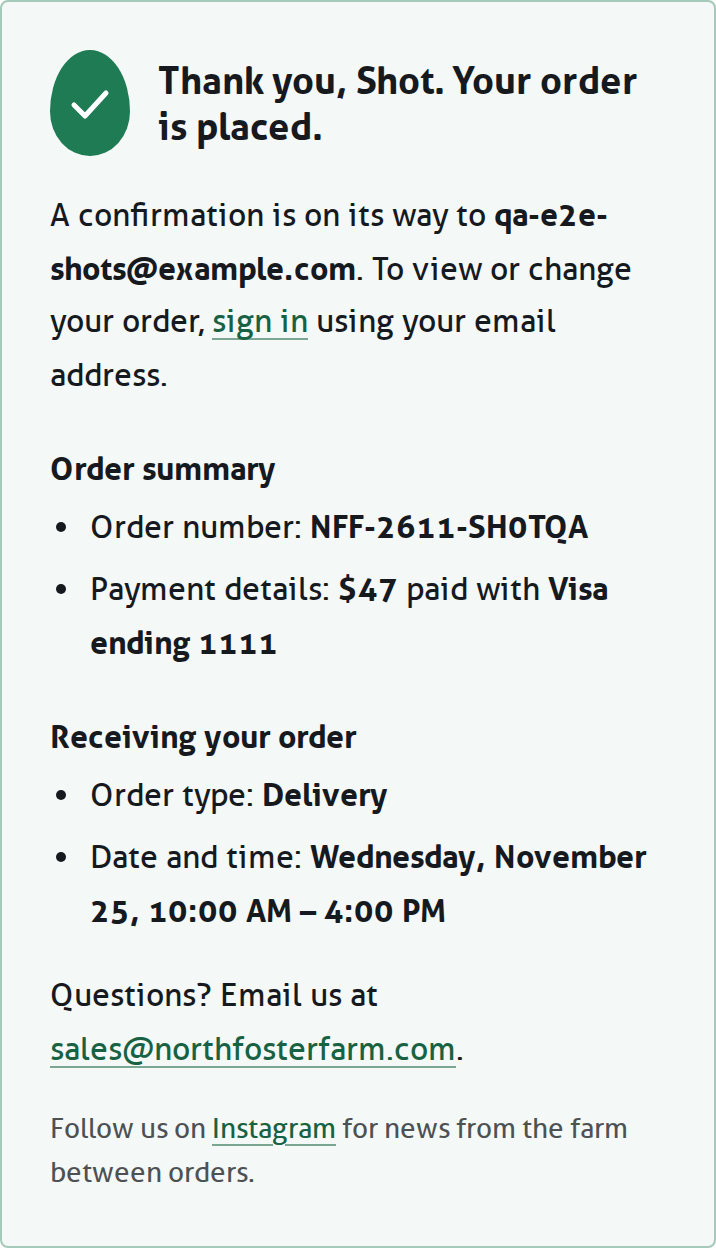 Thank you, Shot. Your order
is placed.
A confirmation is on its way to qa-e2e-
shots@example.com. To view or change
your order, sign in using your email
address.
Order summary
• Order number: NFF-2611-SH0TQA
• Payment details: $47 paid with Visa
ending 1111
Receiving your order
• Order type: Delivery
• Date and time: Wednesday, November
25, 10:00 AM – 4:00 PM
Questions? Email us at
sales@northfosterfarm.com.
Follow us on Instagram for news from the farm
between orders.